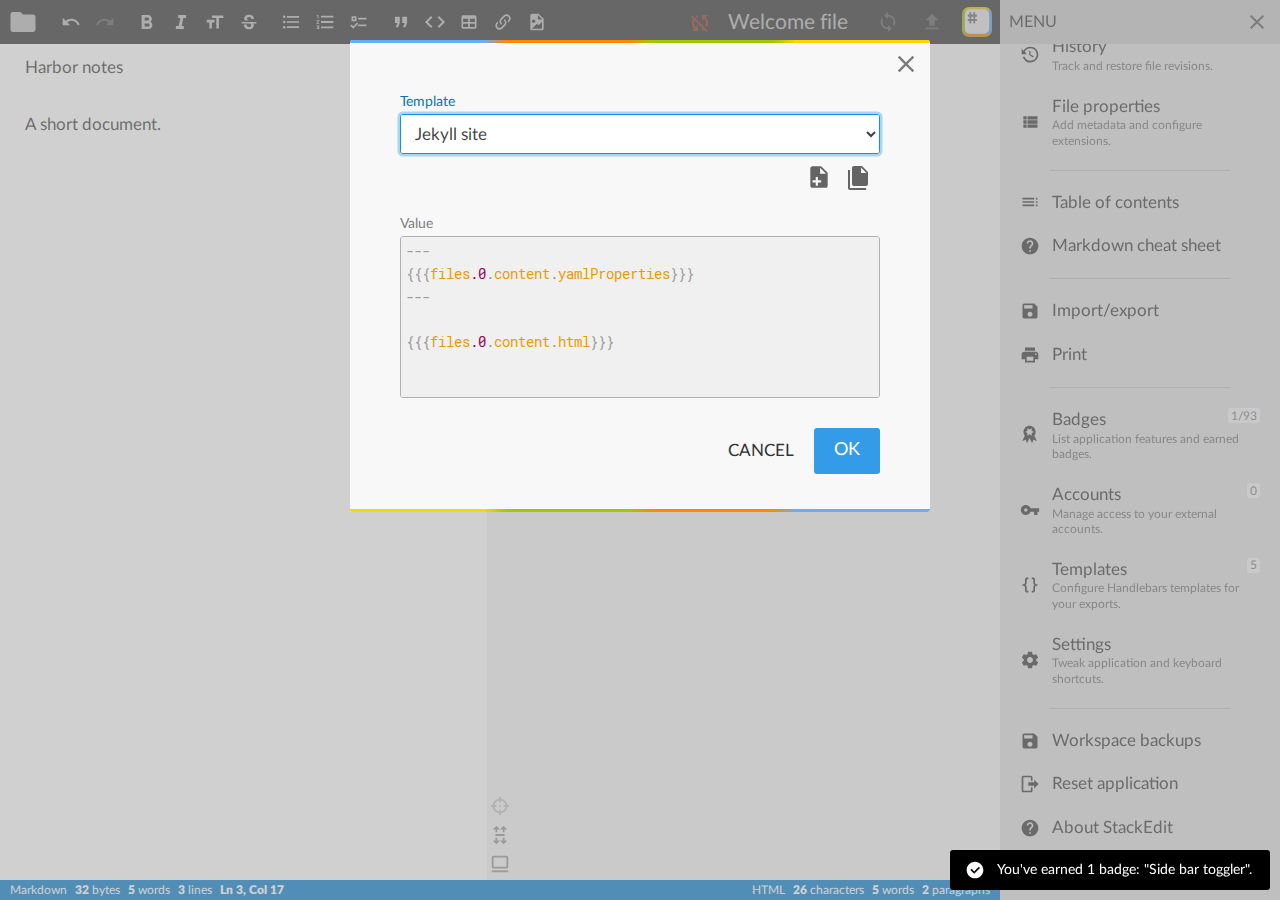 Welcome file
MENU
Harbor notes
A short document.
Template
Jekyll site
Value
---
{{{files.0.content.yamlProperties}}}
---
{{{files.0.content.html}}}
CANCEL
OK
History
Track and restore file revisions.
File properties
Add metadata and configure
extensions.
Table of contents
Markdown cheat sheet
Import/export
Print
Badges
1/93
List application features and earned
badges.
Accounts
0
Manage access to your external
accounts.
Templates
5
Configure Handlebars templates for
your exports.
Settings
Tweak application and keyboard
shortcuts.
Workspace backups
Reset application
About StackEdit
You've earned 1 badge: "Side bar toggler".
Markdown 32 bytes 5 words 3 lines Ln 3, Col 17
HTML 26 characters 5 words 2 paragraphs